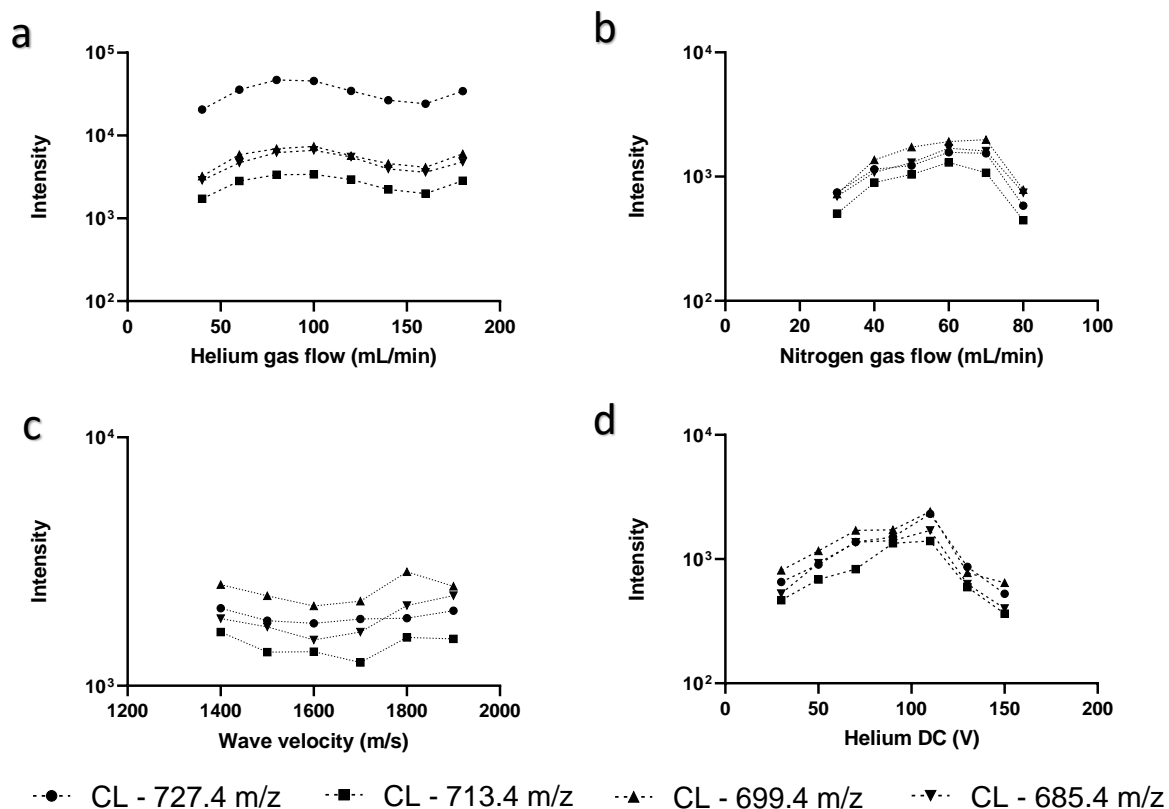 a
Intensity
10⁵
10⁴
10³
10²
0 50 100 150 200
Helium gas flow (mL/min)
b
Intensity
10⁴
10³
10²
0 20 40 60 80 100
Nitrogen gas flow (mL/min)
c
Intensity
10⁴
10³
1200 1400 1600 1800 2000
Wave velocity (m/s)
d
Intensity
10⁴
10³
10²
0 50 100 150 200
Helium DC (V)
CL - 727.4 m/z CL - 713.4 m/z CL - 699.4 m/z CL - 685.4 m/z